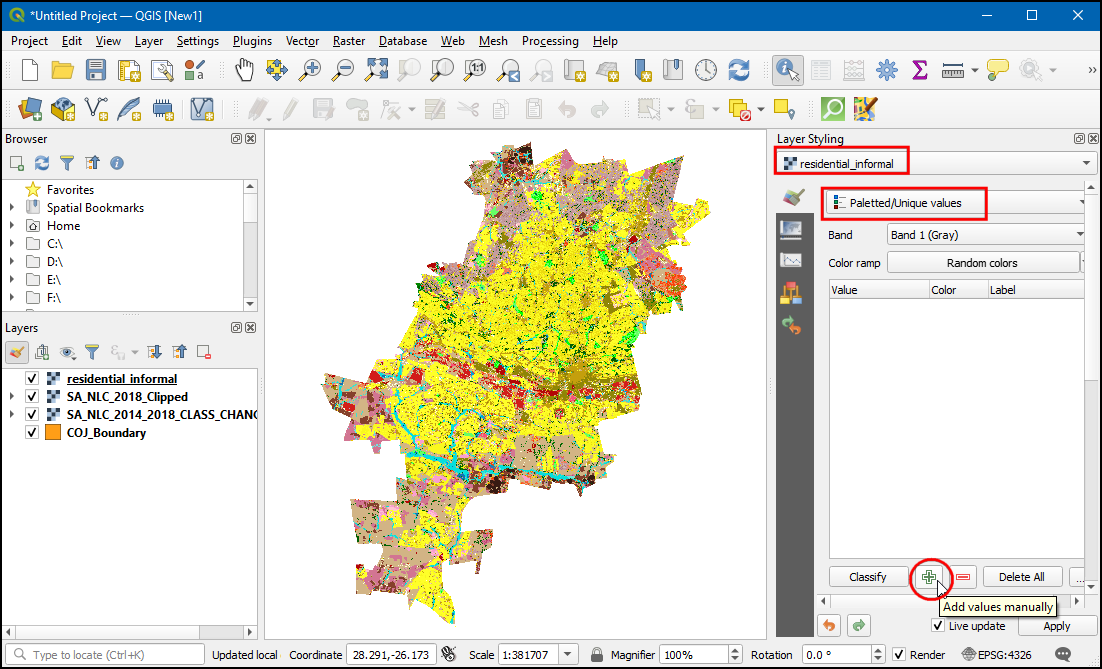 *Untitled Project — QGIS [New1]
Project Edit View Layer Settings Plugins Vector Raster Database Web Mesh Processing Help
1:1
»
Browser
Favorites
Spatial Bookmarks
Home
C:\
D:\
E:\
F:\
Layers
residential_informal
SA_NLC_2018_Clipped
SA_NLC_2014_2018_CLASS_CHANG
COJ_Boundary
Layer Styling
residential_informal
Paletted/Unique values
Band Band 1 (Gray)
Color ramp Random colors
Value Color Label
Classify Delete All ...
Add values manually
Live update Apply
Type to locate (Ctrl+K) Updated local Coordinate 28.291,-26.173 Scale 1:381707 Magnifier 100% Rotation 0.0 ° Render EPSG:4326